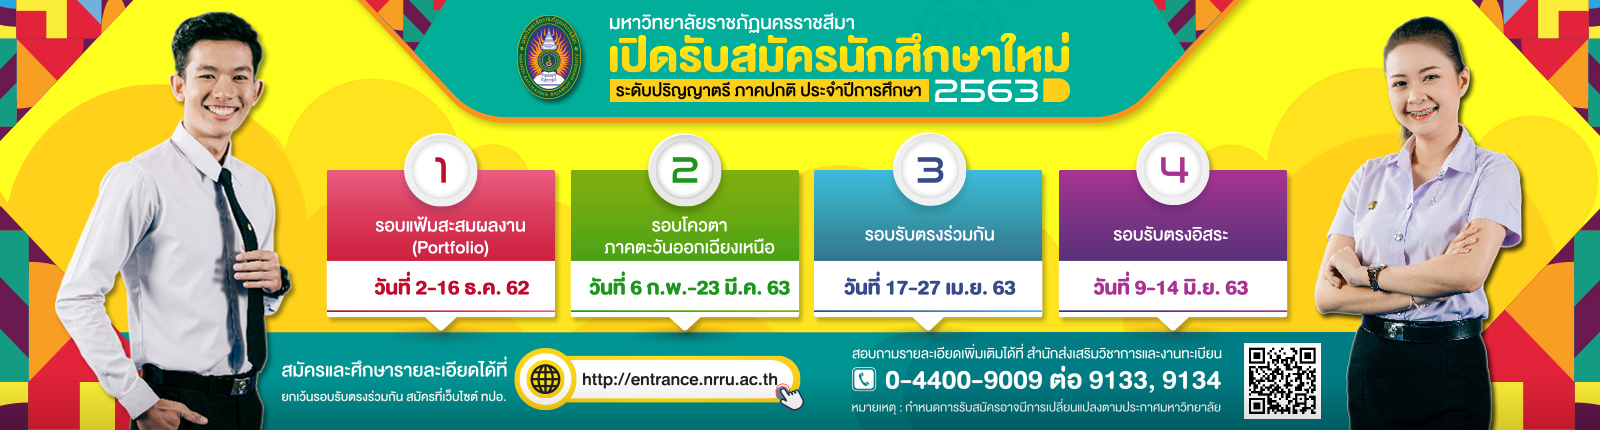 มหาวิทยาลัยราชภัฏนครราชสีมา
เปิดรับสมัครนักศึกษาใหม่
ระดับปริญญาตรี ภาคปกติ ประจำปีการศึกษา 2563
1
รอบแฟ้มสะสมผลงาน
(Portfolio)
วันที่ 2-16 ธ.ค. 62
2
รอบโควตา
ภาคตะวันออกเฉียงเหนือ
วันที่ 6 ก.พ.-23 มี.ค. 63
3
รอบรับตรงร่วมกัน
วันที่ 17-27 เม.ย. 63
4
รอบรับตรงอิสระ
วันที่ 9-14 มิ.ย. 63
สมัครและศึกษารายละเอียดได้ที่
ยกเว้นรอบรับตรงร่วมกัน สมัครที่เว็บไซต์ ทปอ.
http://entrance.nrru.ac.th
สอบถามรายละเอียดเพิ่มเติมได้ที่ สำนักส่งเสริมวิชาการและงานทะเบียน
0-4400-9009 ต่อ 9133, 9134
หมายเหตุ : กำหนดการรับสมัครอาจมีการเปลี่ยนแปลงตามประกาศมหาวิทยาลัย